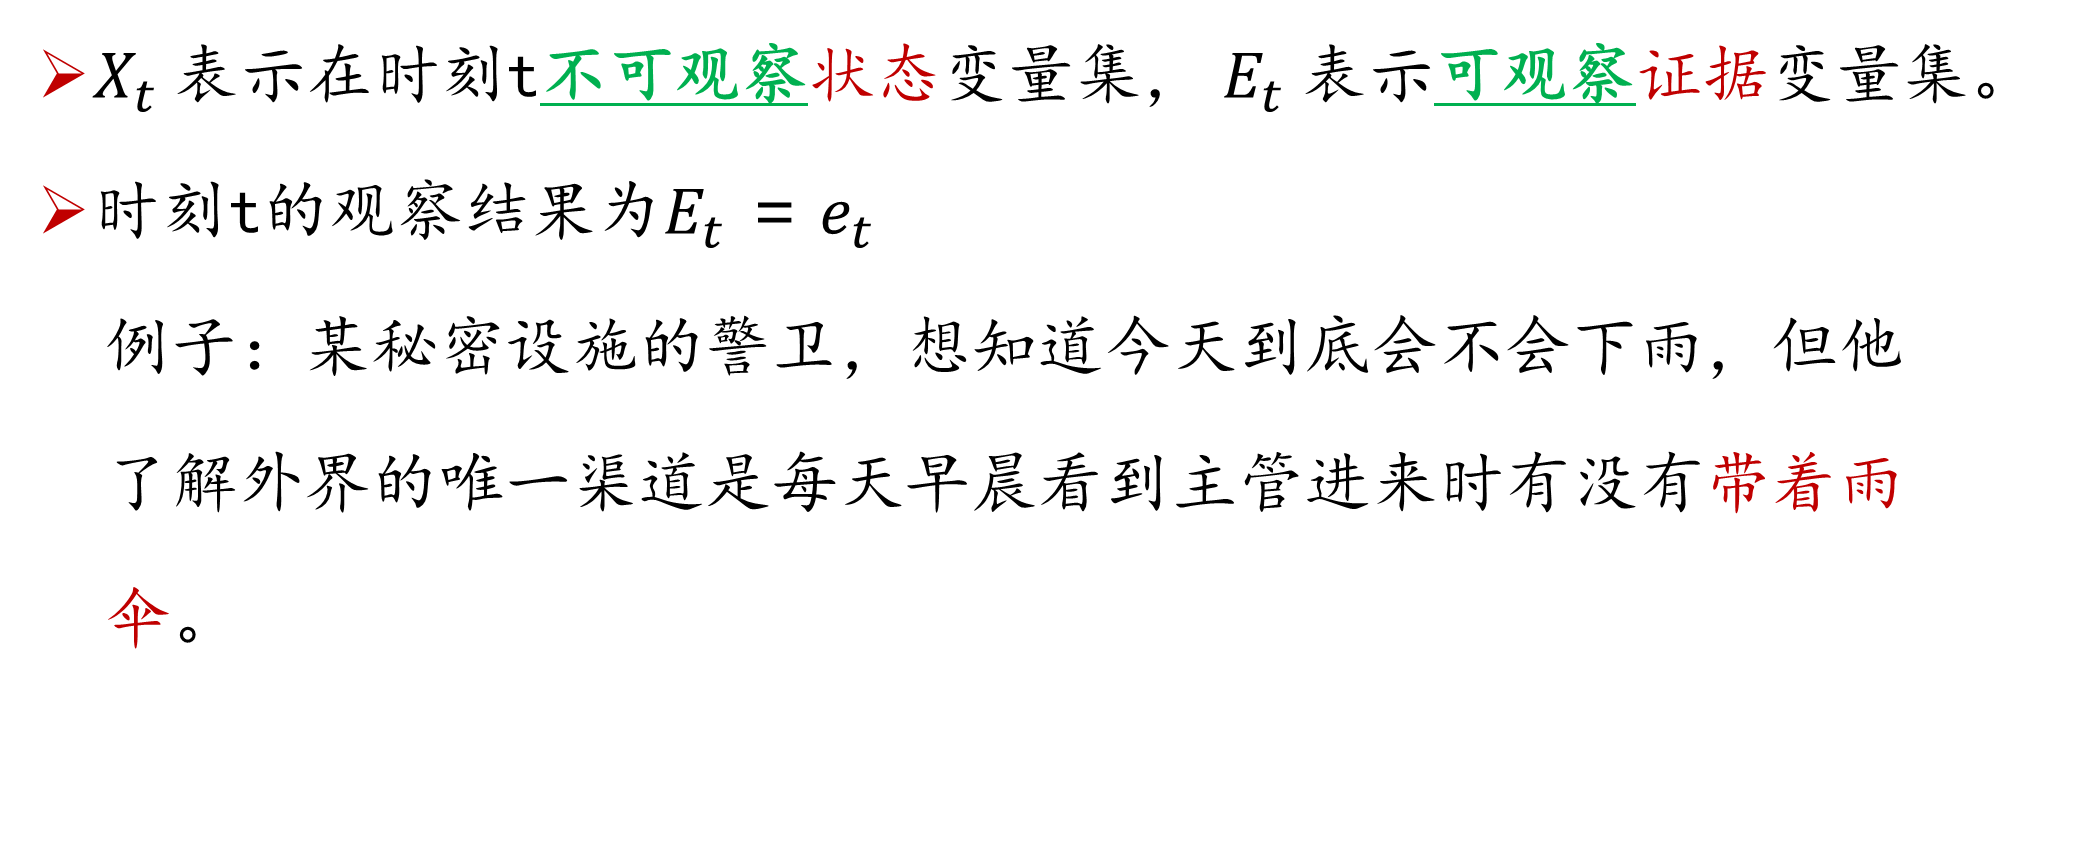 ➢X_t 表示在时刻t不可观察状态变量集， E_t 表示可观察证据变量集。
➢时刻t的观察结果为E_t = e_t
例子：某秘密设施的警卫，想知道今天到底会不会下雨，但他
了解外界的唯一渠道是每天早晨看到主管进来时有没有带着雨
伞。